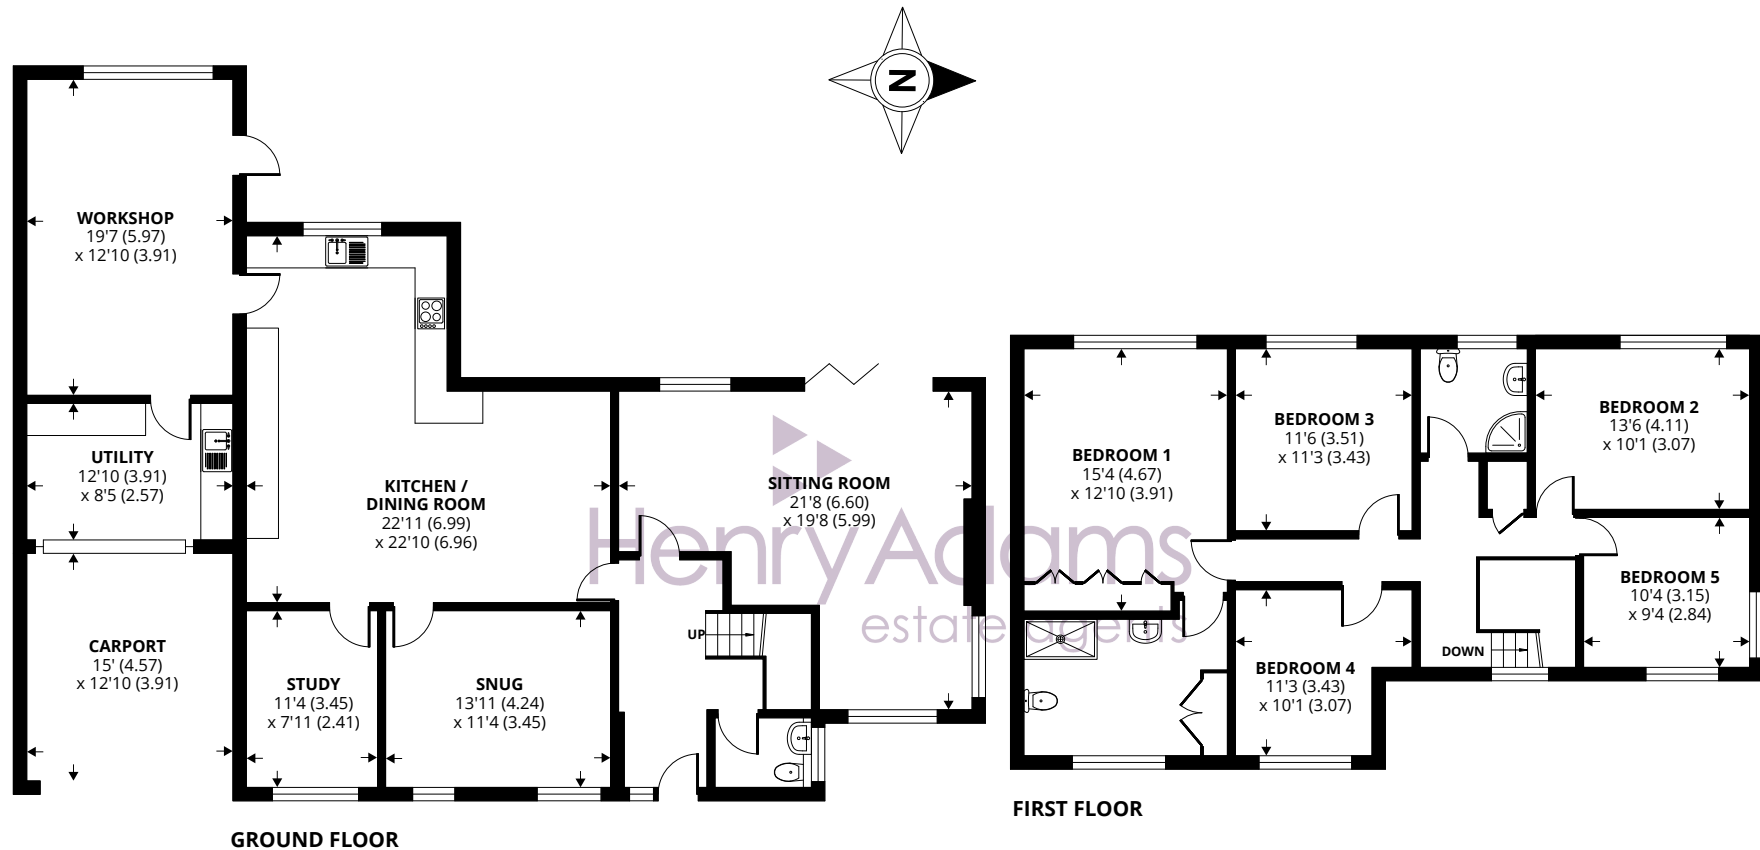 N
WORKSHOP
19'7 (5.97)
x 12'10 (3.91)
UTILITY
12'10 (3.91)
x 8'5 (2.57)
CARPORT
15' (4.57)
x 12'10 (3.91)
KITCHEN /
DINING ROOM
22'11 (6.99)
x 22'10 (6.96)
STUDY
11'4 (3.45)
x 7'11 (2.41)
SNUG
13'11 (4.24)
x 11'4 (3.45)
SITTING ROOM
21'8 (6.60)
x 19'8 (5.99)
UP
Henry Adams
estate agents
GROUND FLOOR
BEDROOM 1
15'4 (4.67)
x 12'10 (3.91)
BEDROOM 3
11'6 (3.51)
x 11'3 (3.43)
BEDROOM 2
13'6 (4.11)
x 10'1 (3.07)
BEDROOM 5
10'4 (3.15)
x 9'4 (2.84)
BEDROOM 4
11'3 (3.43)
x 10'1 (3.07)
DOWN
FIRST FLOOR